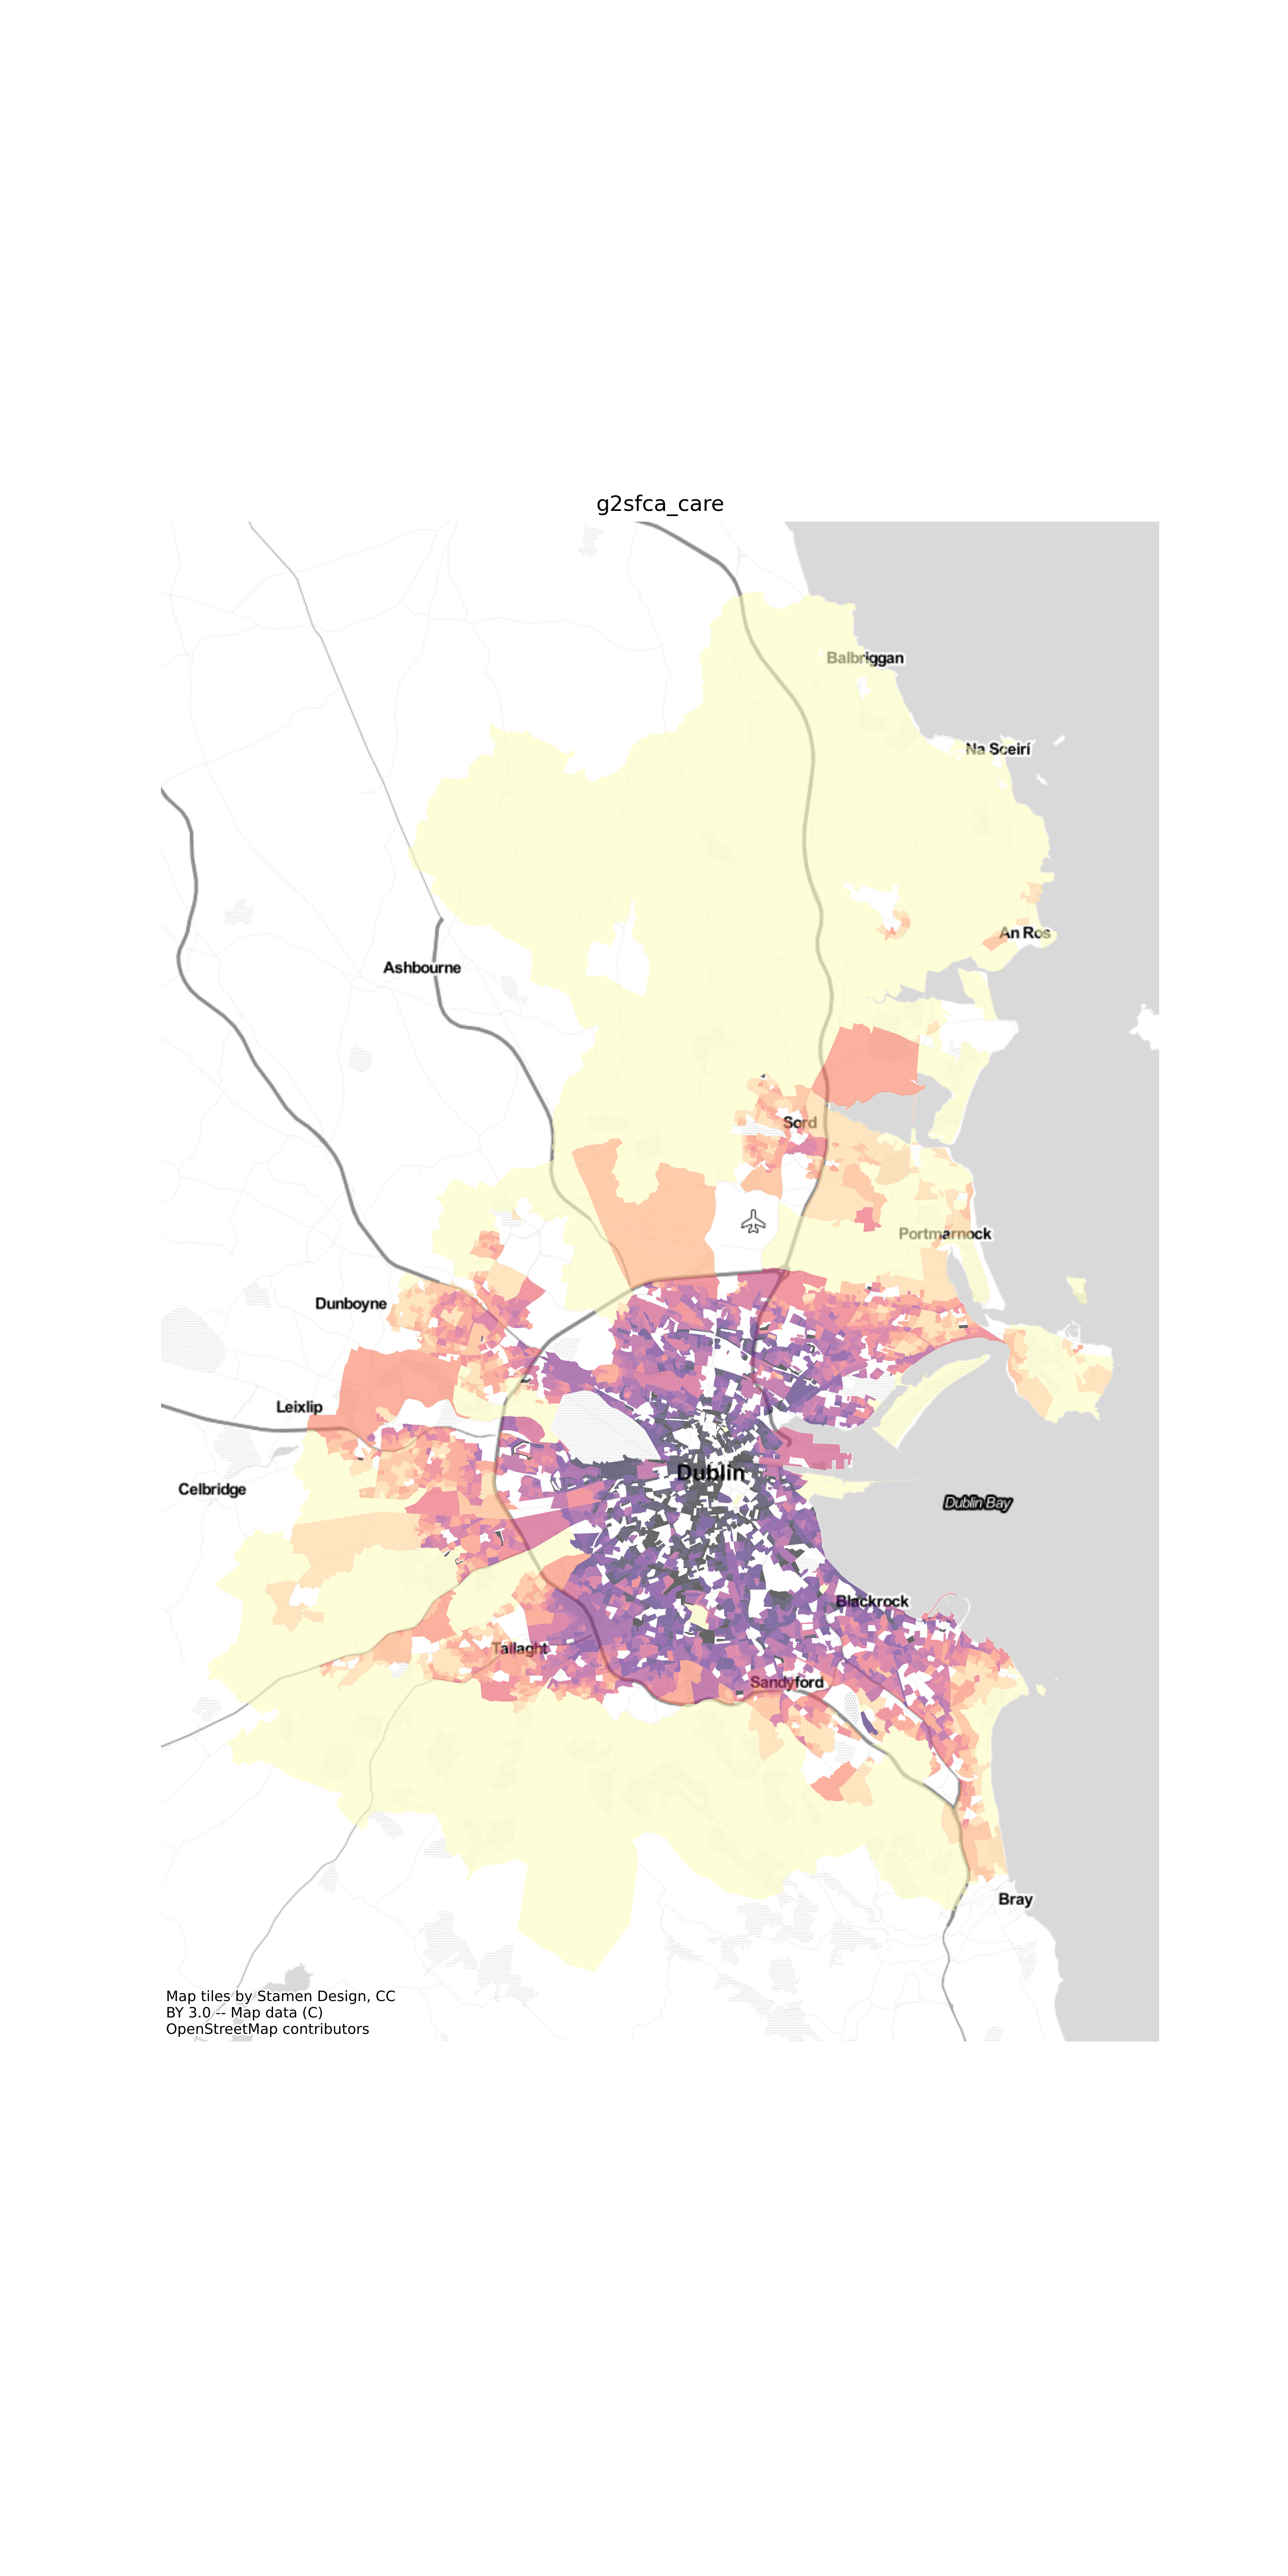 g2sfca_care
Balbriggan
Na Sceirí
An Ros
Ashbourne
Sord
Portmarnock
Dunboyne
Leixlip
Dublin
Celbridge
Dublin Bay
Blackrock
Tallaght
Sandyford
Bray
Map tiles by Stamen Design, CC
BY 3.0 -- Map data (C)
OpenStreetMap contributors